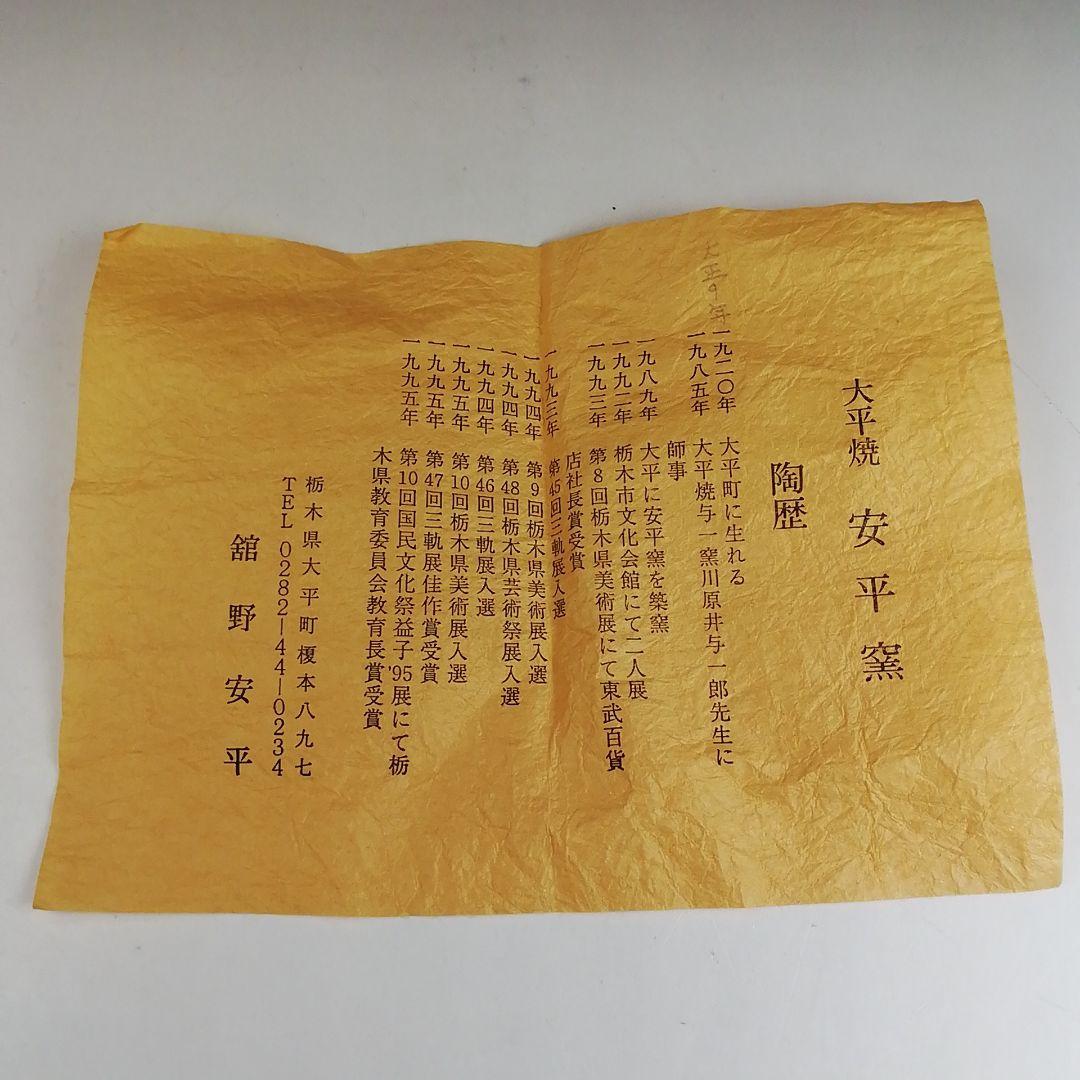 大平焼 安平窯
陶歴
大正9年
一九二〇年 大平町に生れる
一九八五年 大平焼与一窯川原井与一郎先生に
師事
一九八九年 大平に安平窯を築窯
一九九二年 栃木市文化会館にて二人展
一九九三年 第8回栃木県美術展にて東武百貨
店社長賞受賞
一九九三年 第45回三軌展入選
一九九四年 第9回栃木県美術展入選
一九九四年 第48回栃木県芸術祭展入選
一九九四年 第46回三軌展入選
一九九五年 第10回栃木県美術展入選
一九九五年 第47回三軌展佳作賞受賞
一九九五年 第10回国民文化祭益子'95展にて栃
木県教育委員会教育長賞受賞
栃木県大平町榎本八九七
TEL 0282-44-0234
舘野安平